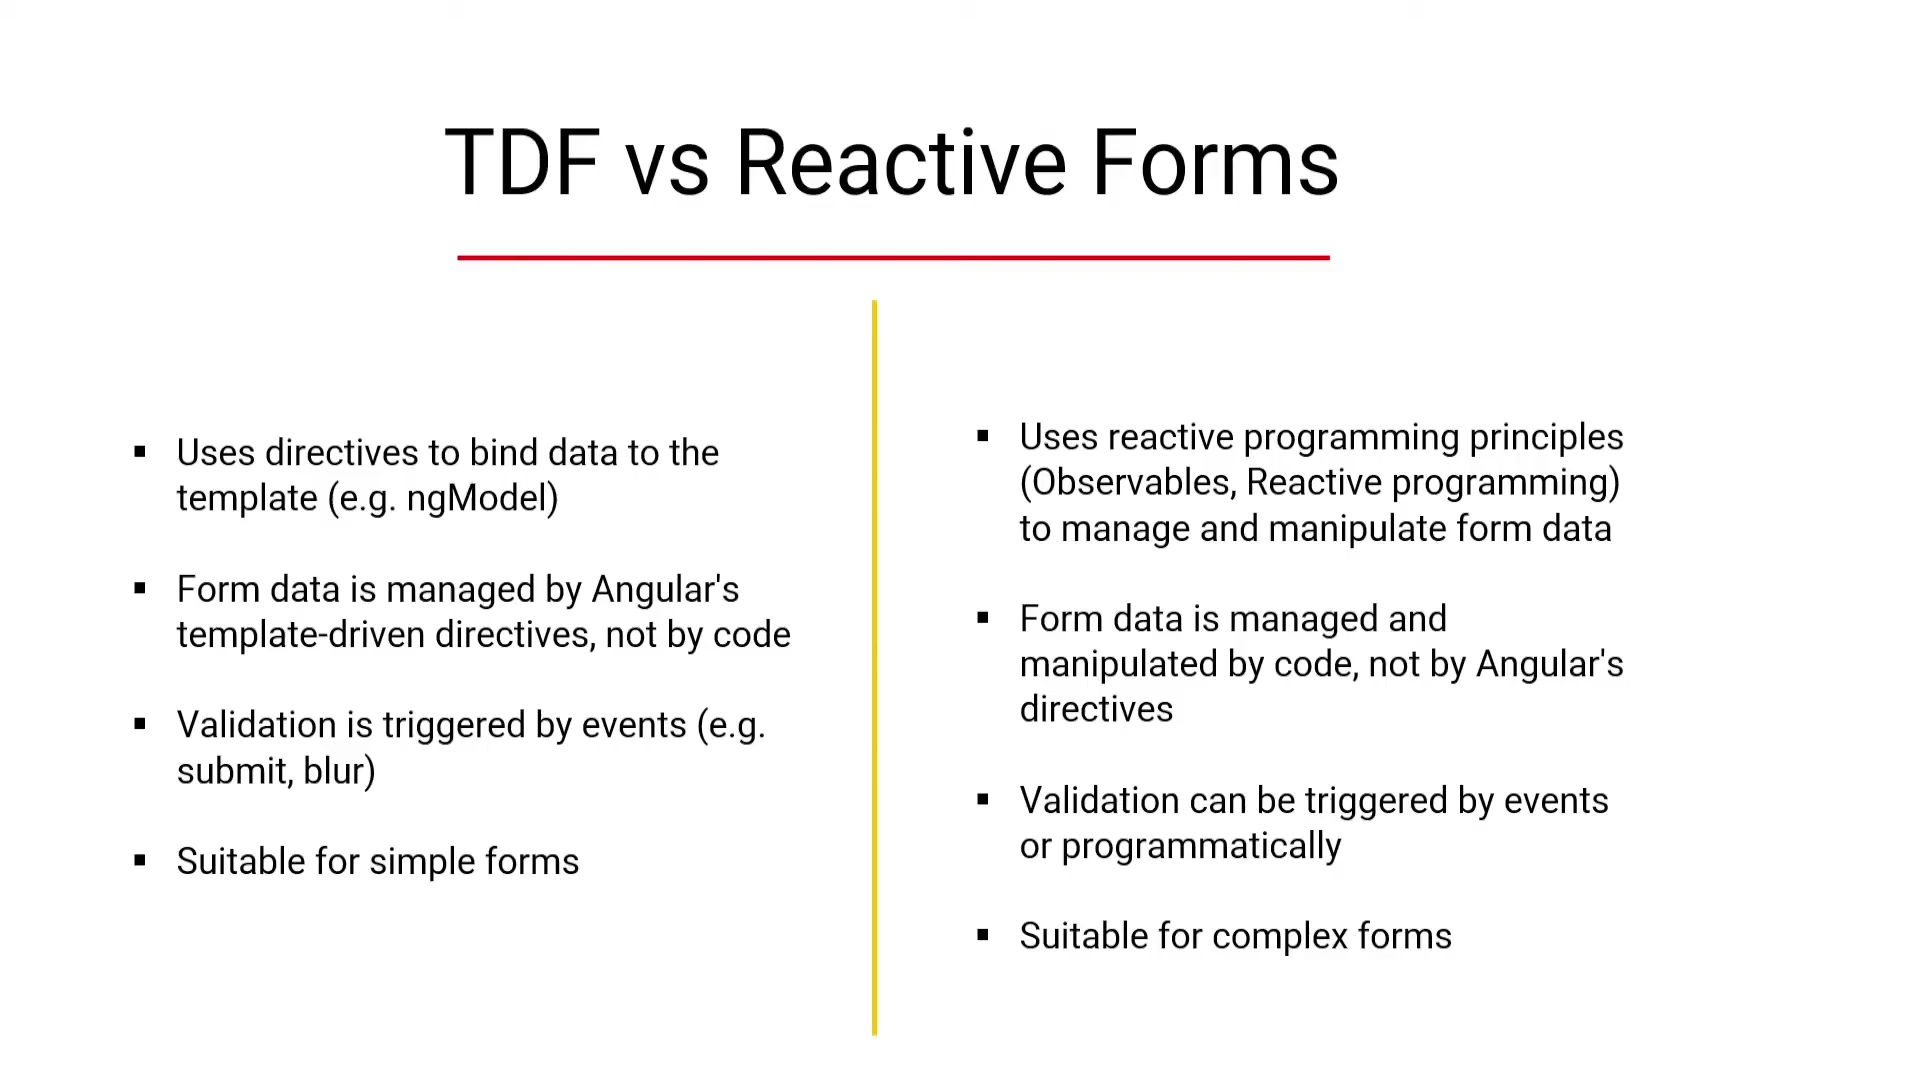 TDF vs Reactive Forms
▪ Uses directives to bind data to the
template (e.g. ngModel)
▪ Form data is managed by Angular's
template-driven directives, not by code
▪ Validation is triggered by events (e.g.
submit, blur)
▪ Suitable for simple forms
▪ Uses reactive programming principles
(Observables, Reactive programming)
to manage and manipulate form data
▪ Form data is managed and
manipulated by code, not by Angular's
directives
▪ Validation can be triggered by events
or programmatically
▪ Suitable for complex forms